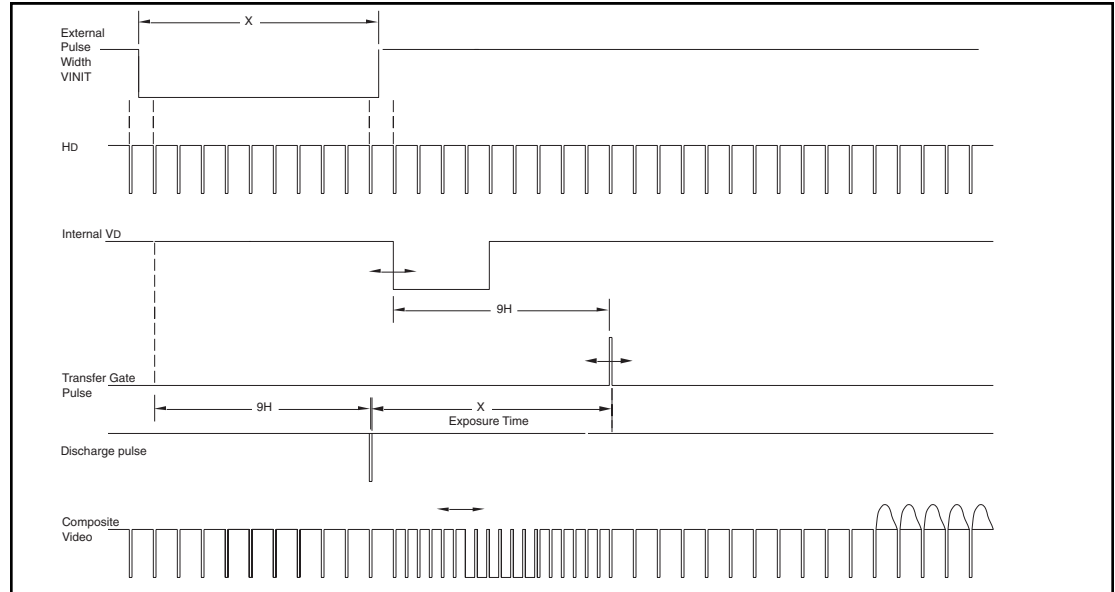 X
External
Pulse
Width
VINIT
HD
Internal VD
9H
Transfer Gate
Pulse
9H
X
Exposure Time
Discharge pulse
Composite
Video